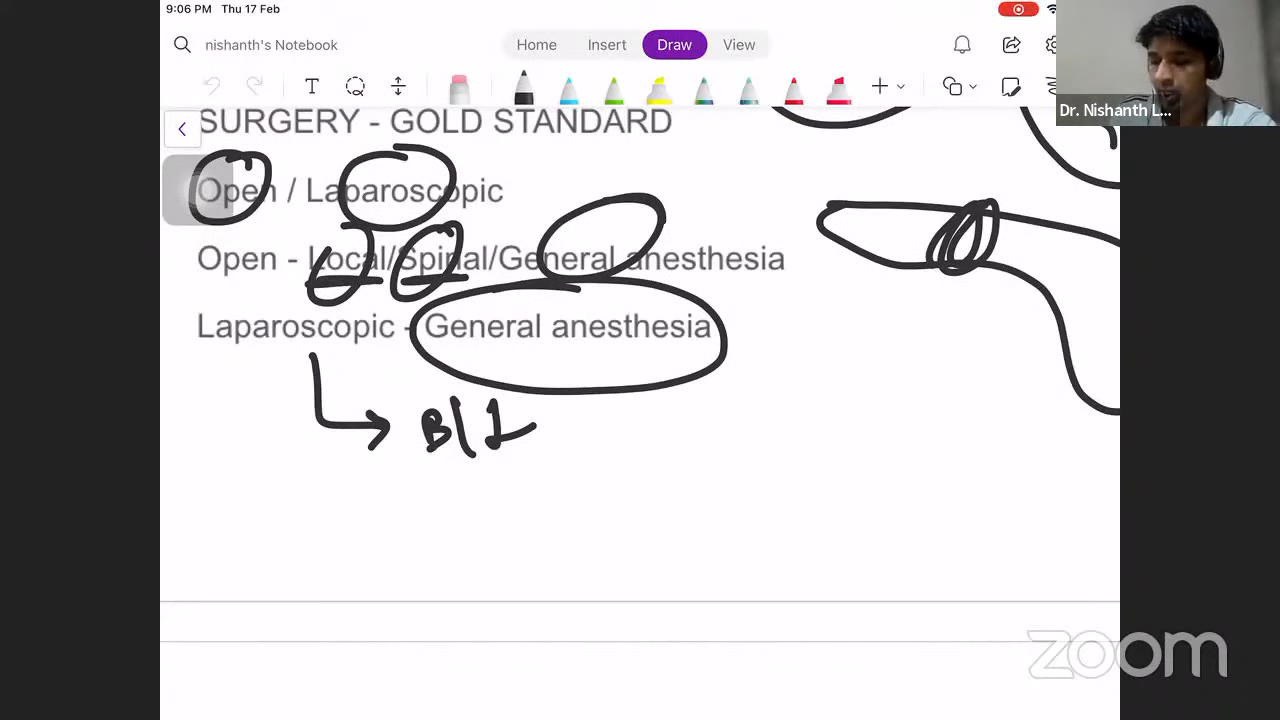 9:06 PM Thu 17 Feb
nishanth's Notebook
Home Insert Draw View
T
Dr. Nishanth L...
SURGERY - GOLD STANDARD
Open / Laparoscopic
Open - Local/Spinal/General anesthesia
Laparoscopic - General anesthesia
B/L
zoom